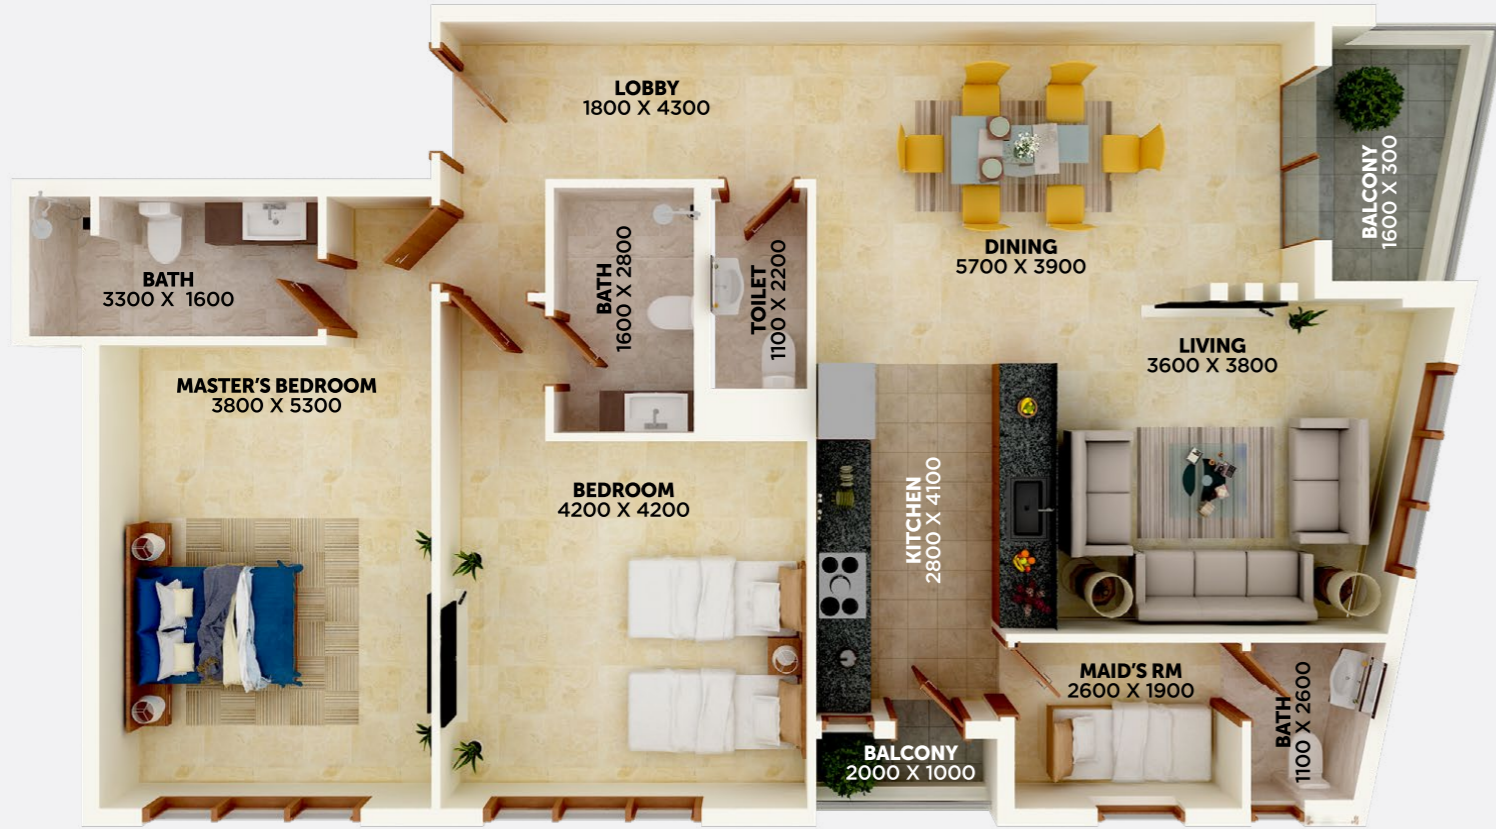 LOBBY
1800 X 4300
BALCONY
1600 X 300
DINING
5700 X 3900
BATH
3300 X 1600
BATH
1600 X 2800
TOILET
1100 X 2200
LIVING
3600 X 3800
MASTER'S BEDROOM
3800 X 5300
BEDROOM
4200 X 4200
KITCHEN
2800 X 4100
MAID'S RM
2600 X 1900
BATH
1100 X 2600
BALCONY
2000 X 1000